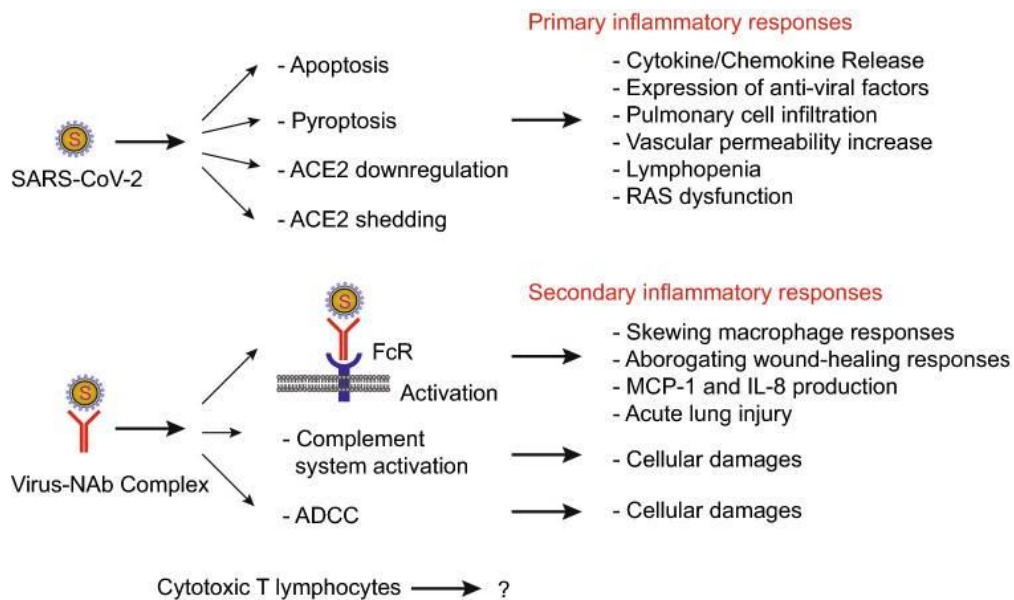 Primary inflammatory responses
- Apoptosis
- Pyroptosis
- ACE2 downregulation
- ACE2 shedding
S
SARS-CoV-2
- Cytokine/Chemokine Release
- Expression of anti-viral factors
- Pulmonary cell infiltration
- Vascular permeability increase
- Lymphopenia
- RAS dysfunction
Secondary inflammatory responses
S
FcR
Activation
S
Virus-NAb Complex
- Complement
system activation
- ADCC
- Skewing macrophage responses
- Aborogating wound-healing responses
- MCP-1 and IL-8 production
- Acute lung injury
- Cellular damages
- Cellular damages
Cytotoxic T lymphocytes
?